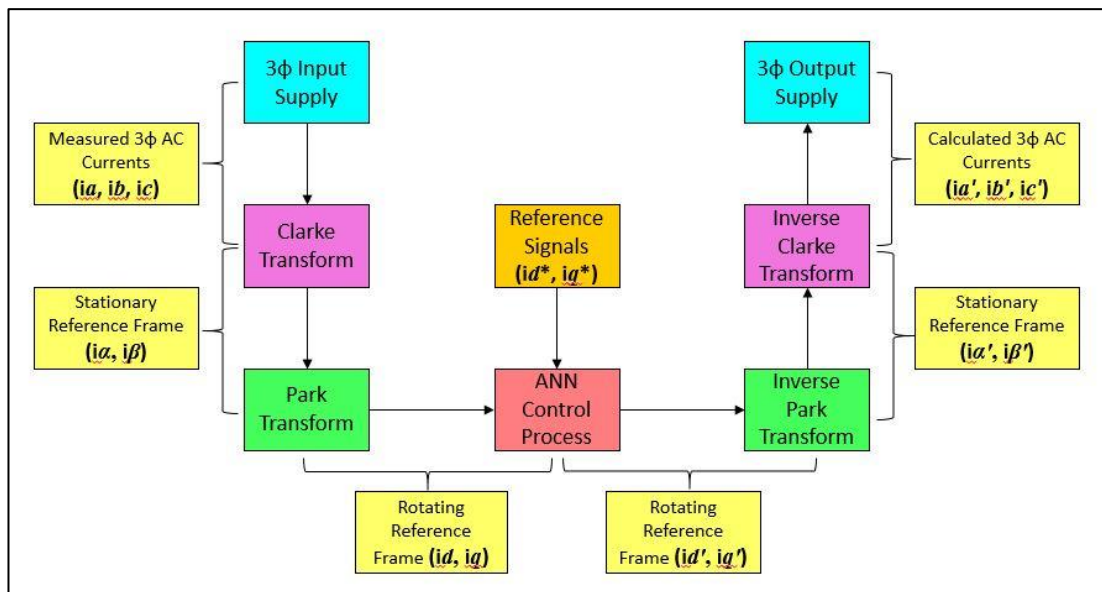 3ϕ Input
Supply
3ϕ Output
Supply
Measured 3ϕ AC
Currents
(ia, ib, ic)
Calculated 3ϕ AC
Currents
(ia′, ib′, ic′)
Clarke
Transform
Reference
Signals
(id*, iq*)
Inverse
Clarke
Transform
Stationary
Reference Frame
(iα, iβ)
Stationary
Reference Frame
(iα′, iβ′)
Park
Transform
ANN
Control
Process
Inverse
Park
Transform
Rotating
Reference
Frame (id, iq)
Rotating
Reference
Frame (id′, iq′)